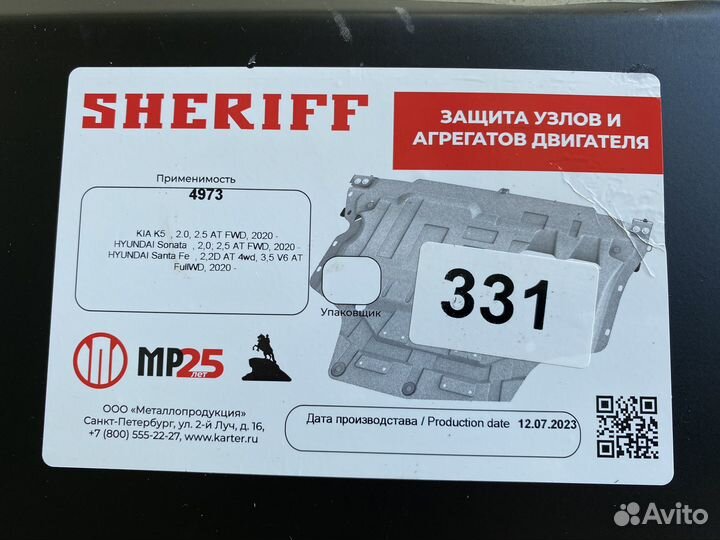 SHERIFF
ЗАЩИТА УЗЛОВ И
АГРЕГАТОВ ДВИГАТЕЛЯ
Применимость
4973
KIA K5 , 2.0, 2.5 AT FWD, 2020 -
HYUNDAI Sonata , 2,0; 2,5 AT FWD, 2020 -
HYUNDAI Santa Fe , 2,2D AT 4wd, 3,5 V6 AT
FullWD, 2020 -
Упаковщик
331
МР25
лет
ООО «Металлопродукция»
Санкт-Петербург, ул. 2-й Луч, д. 16,
+7 (800) 555-22-27, www.karter.ru
Дата производстава / Production date 12.07.2023
Avito